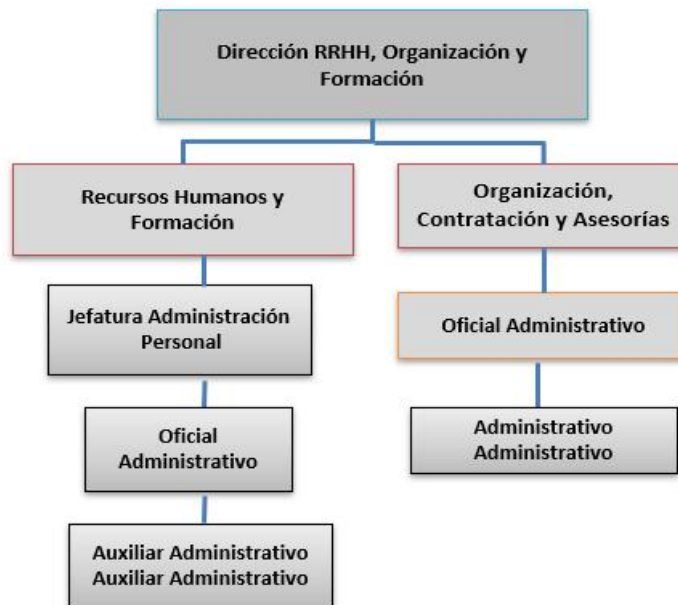 Dirección RRHH, Organización y
Formación
Recursos Humanos y
Formación
Organización,
Contratación y Asesorías
Jefatura Administración
Personal
Oficial Administrativo
Oficial
Administrativo
Administrativo
Administrativo
Auxiliar Administrativo
Auxiliar Administrativo